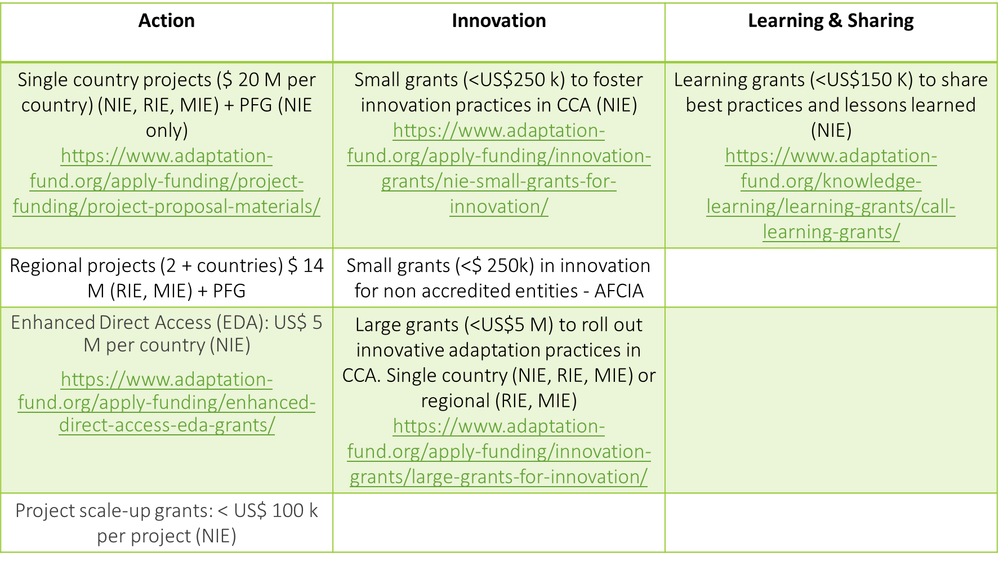 Action
Innovation
Learning & Sharing
Single country projects ($ 20 M per
country) (NIE, RIE, MIE) + PFG (NIE
only)
https://www.adaptation-
fund.org/apply-funding/project-
funding/project-proposal-materials/
Small grants (<US$250 k) to foster
innovation practices in CCA (NIE)
https://www.adaptation-
fund.org/apply-funding/innovation-
grants/nie-small-grants-for-
innovation/
Learning grants (<US$150 K) to share
best practices and lessons learned
(NIE)
https://www.adaptation-
fund.org/knowledge-
learning/learning-grants/call-
learning-grants/
Regional projects (2 + countries) $ 14
M (RIE, MIE) + PFG
Small grants (<$ 250k) in innovation
for non accredited entities - AFCIA
Enhanced Direct Access (EDA): US$ 5
M per country (NIE)
https://www.adaptation-
fund.org/apply-funding/enhanced-
direct-access-eda-grants/
Large grants (<US$5 M) to roll out
innovative adaptation practices in
CCA. Single country (NIE, RIE, MIE) or
regional (RIE, MIE)
https://www.adaptation-
fund.org/apply-funding/innovation-
grants/large-grants-for-innovation/
Project scale-up grants: < US$ 100 k
per project (NIE)